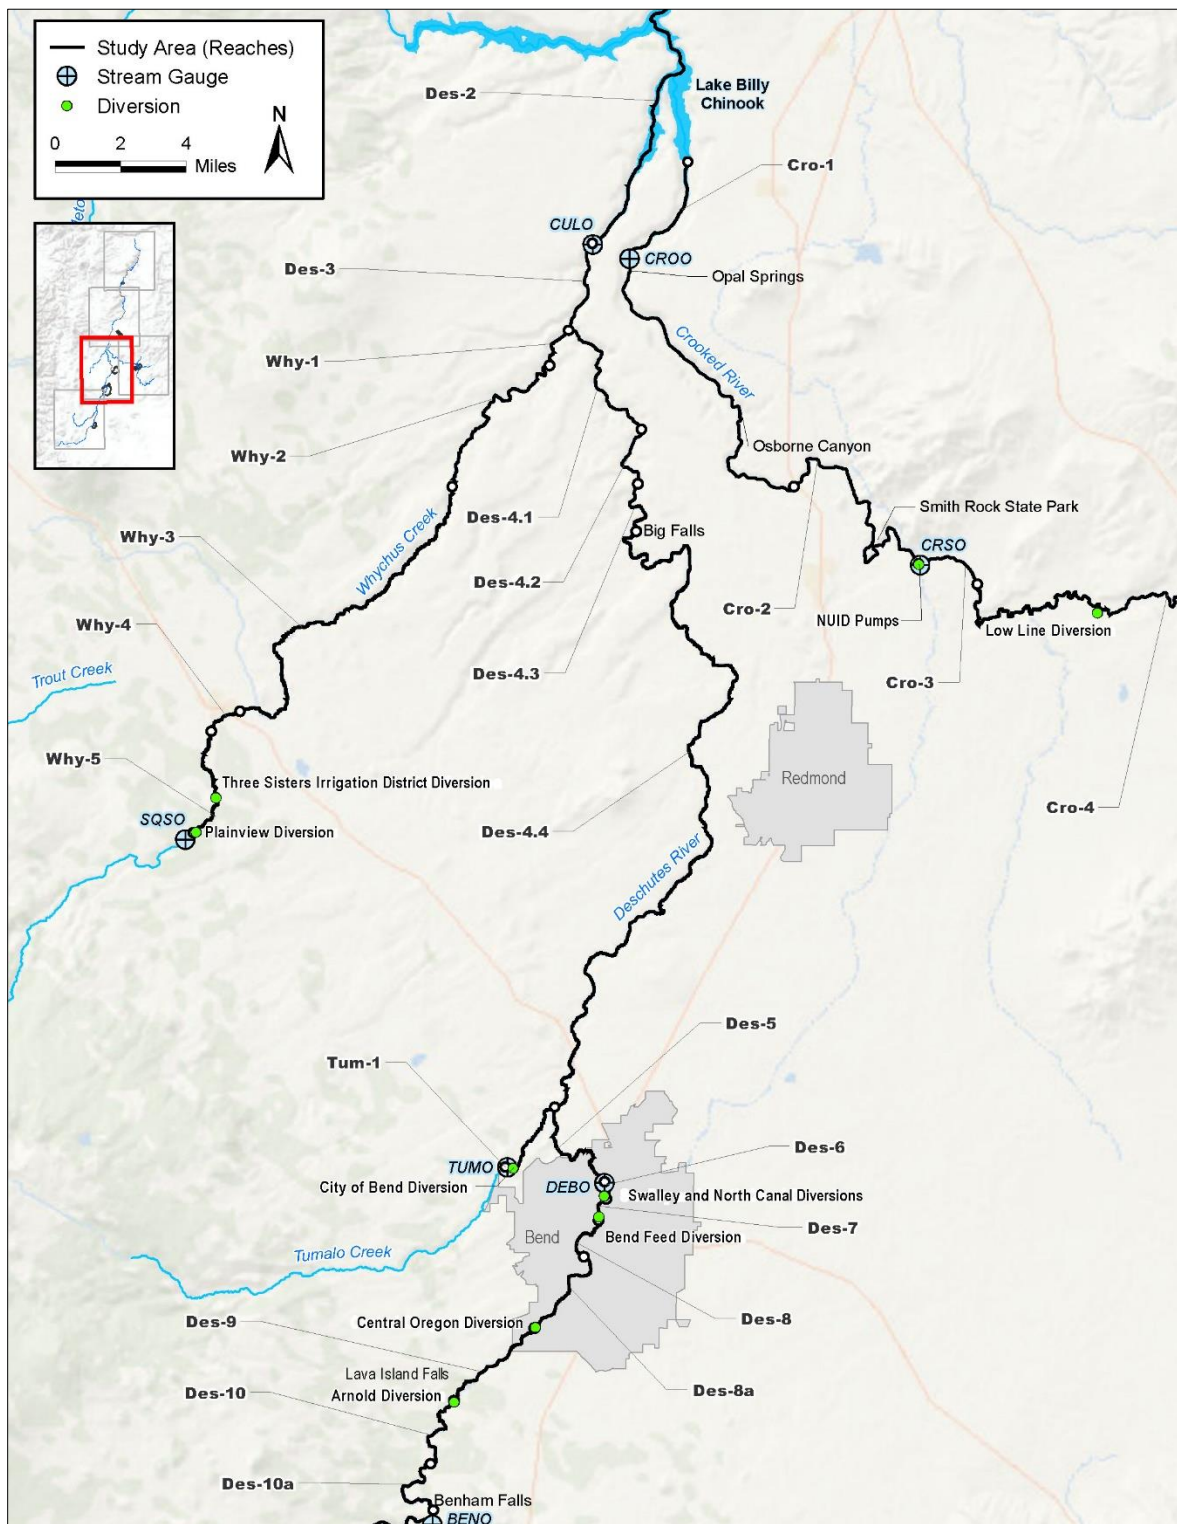 Study Area (Reaches)
Stream Gauge
Diversion
N
0 2 4
Miles
Des-2
Lake Billy
Chinook
Cro-1
CULO
CROO
Des-3
Opal Springs
Crooked River
Why-1
Why-2
Osborne Canyon
Des-4.1
Big Falls
Smith Rock State Park
Why-3
Whychus Creek
CRSO
Des-4.2
Cro-2
NUID Pumps
Low Line Diversion
Why-4
Des-4.3
Cro-3
Trout Creek
Why-5
Three Sisters Irrigation District Diversion
Redmond
Cro-4
SQSO
Plainview Diversion
Des-4.4
Deschutes River
Des-5
Tum-1
Des-6
TUMO
City of Bend Diversion
DEBO
Swalley and North Canal Diversions
Des-7
Bend
Bend Feed Diversion
Tumalo Creek
Des-9
Central Oregon Diversion
Des-8
Lava Island Falls
Des-10
Arnold Diversion
Des-8a
Des-10a
Benham Falls
BENO